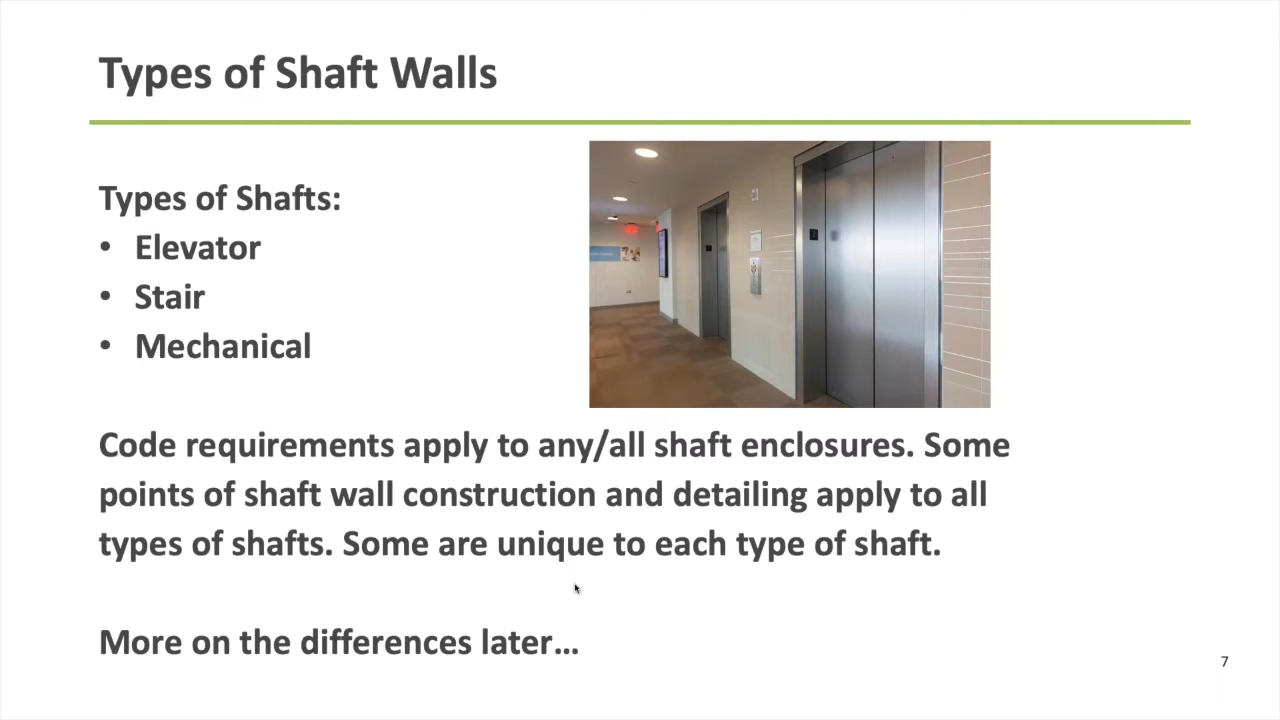 Types of Shaft Walls
Types of Shafts:
• Elevator
• Stair
• Mechanical
Code requirements apply to any/all shaft enclosures. Some
points of shaft wall construction and detailing apply to all
types of shafts. Some are unique to each type of shaft.
More on the differences later…
7